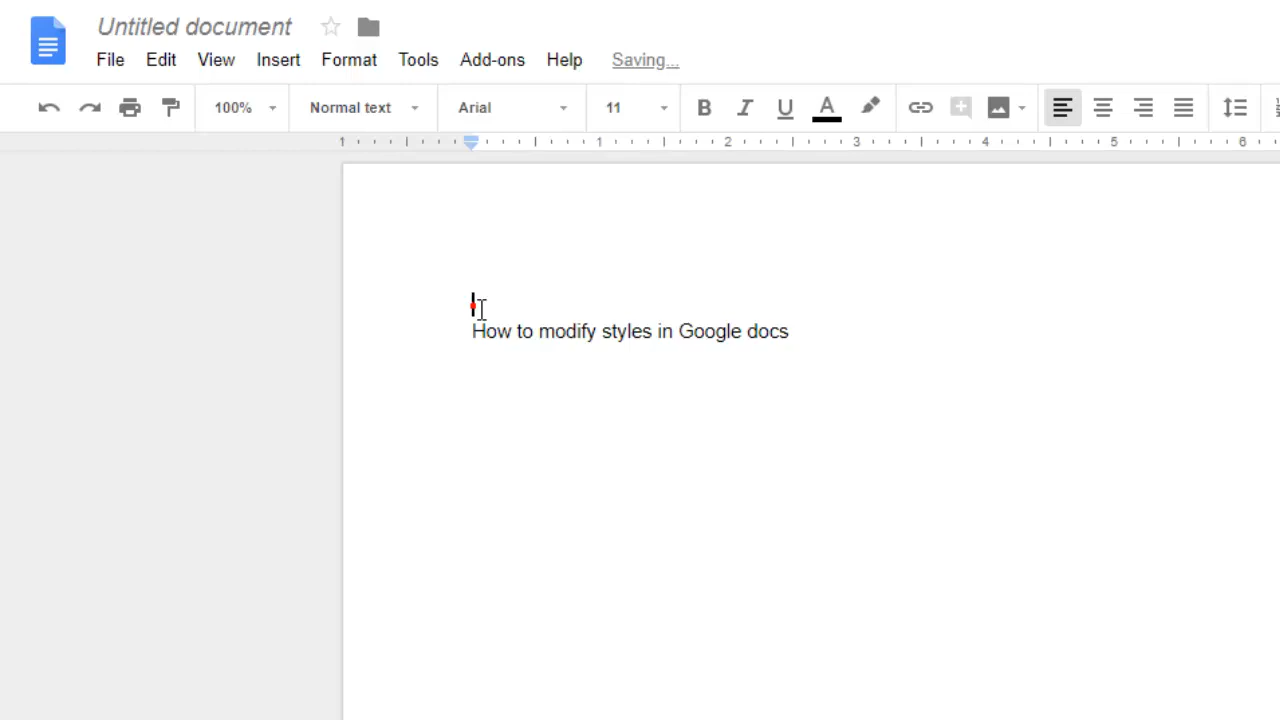 Untitled document
File Edit View Insert Format Tools Add-ons Help Saving...
100% Normal text Arial 11 B I U A
1 1 2 3 4 5 6
How to modify styles in Google docs